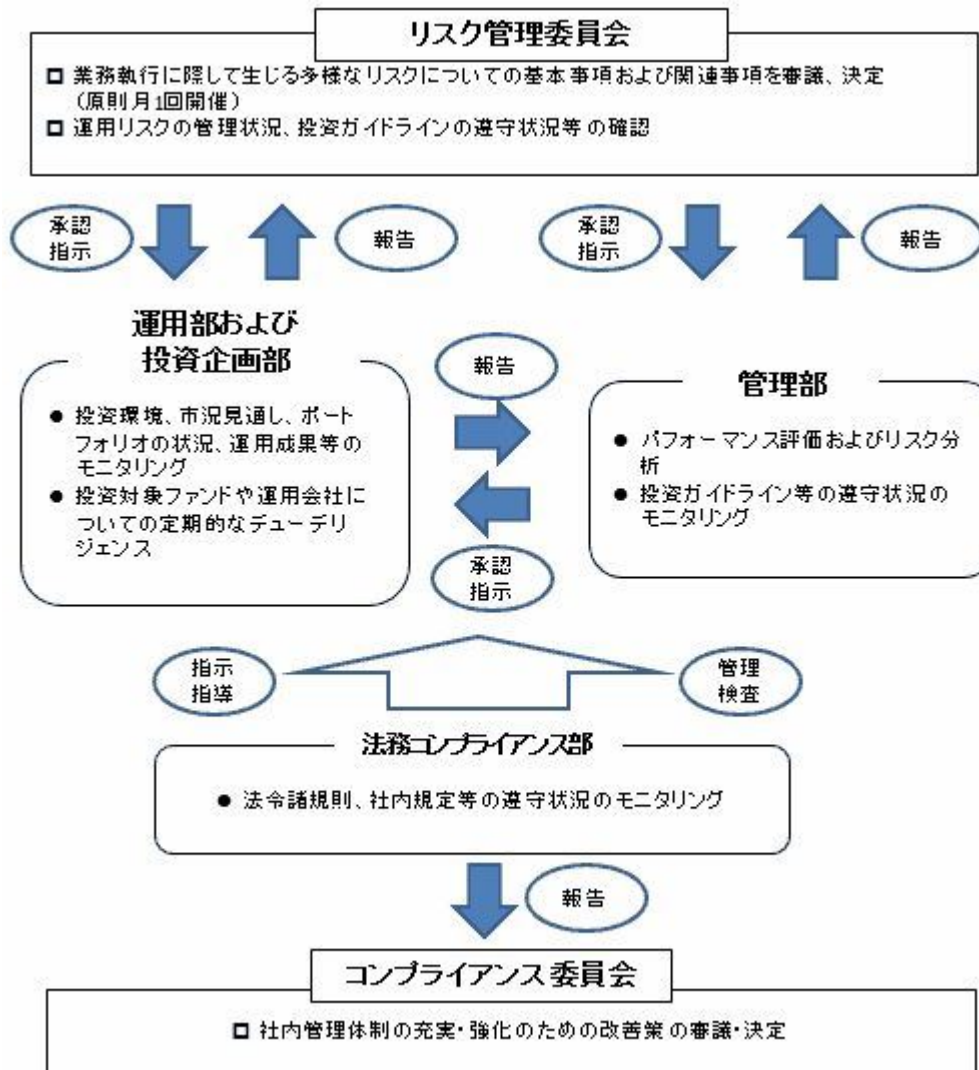 リスク管理委員会
業務執行に際して生じる多様なリスクについての基本事項および関連事項を審議、決定
（原則月1回開催）
運用リスクの管理状況、投資ガイドラインの遵守状況等の確認
承認
指示
報告
承認
指示
報告
運用部および
投資企画部
投資環境、市況見通し、ポート
フォリオの状況、運用成果等の
モニタリング
投資対象ファンドや運用会社に
ついての定期的なデューデリ
ジェンス
報告
承認
指示
管理部
パフォーマンス評価およびリスク分
析
投資ガイドライン等の遵守状況の
モニタリング
指示
指導
管理
検査
法務コンプライアンス部
法令諸規則、社内規定等の遵守状況のモニタリング
報告
コンプライアンス委員会
社内管理体制の充実・強化のための改善策の審議・決定